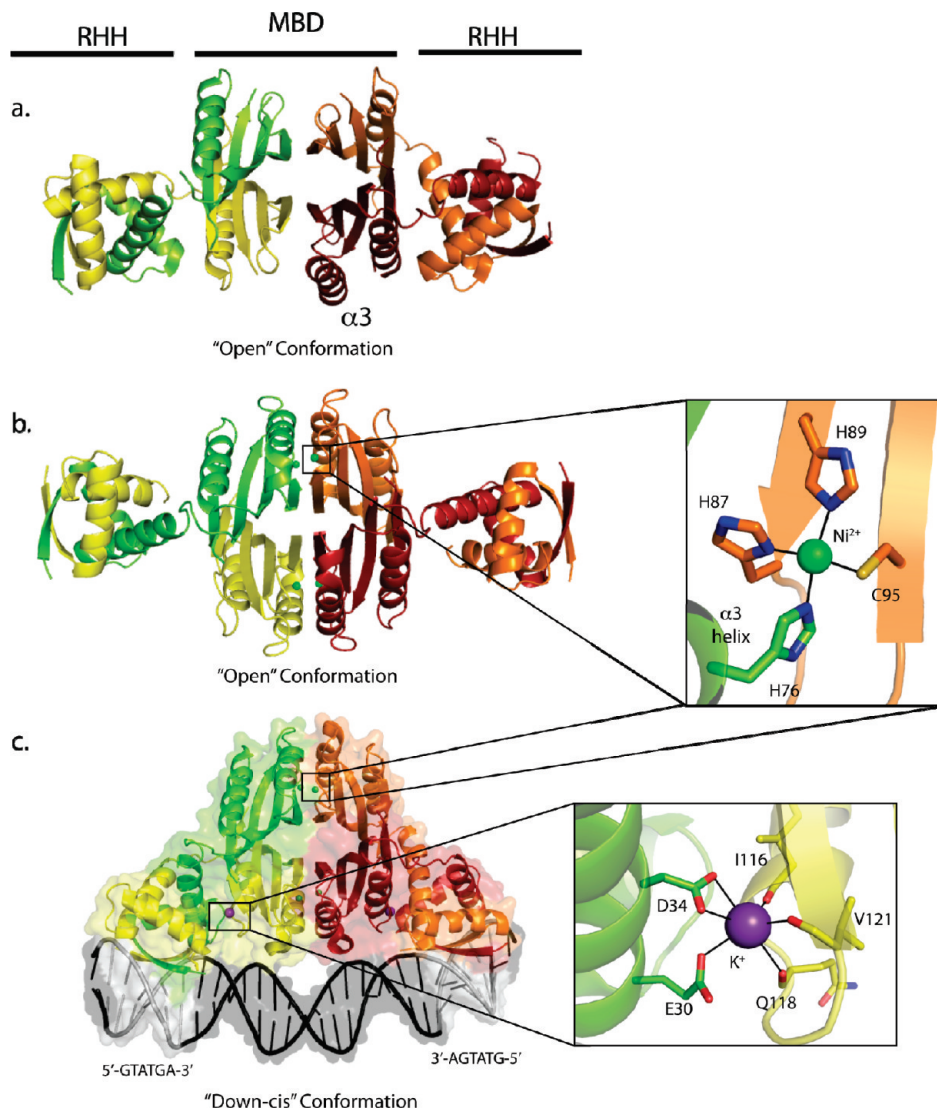 RHH MBD RHH
a.
α3
"Open" Conformation
b.
H89
H87
Ni²⁺
C95
α3
helix
H76
"Open" Conformation
c.
I116
D34
V121
K⁺
E30
Q118
5′-GTATGA-3′
3′-AGTATG-5′
"Down-cis" Conformation